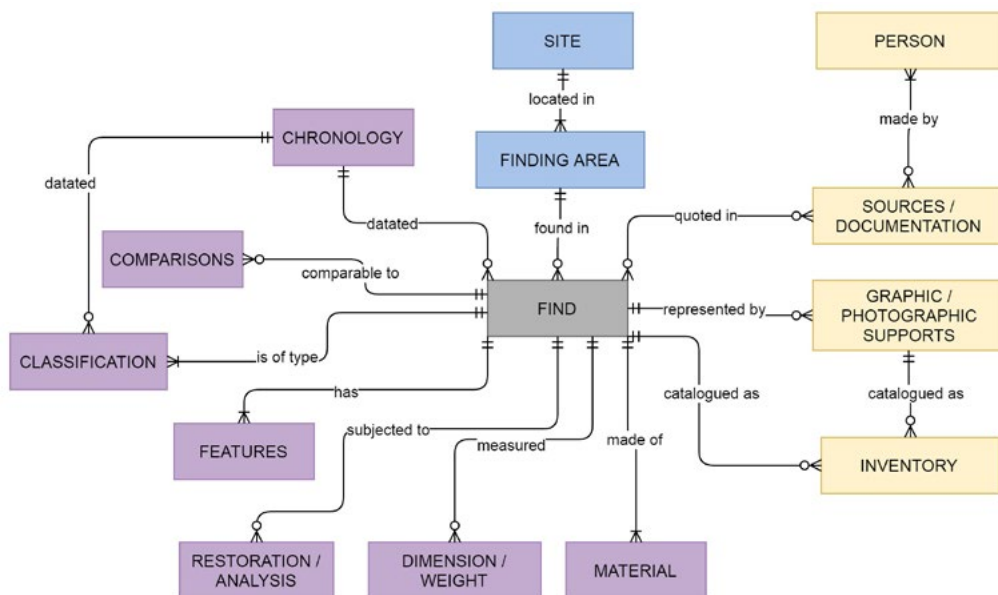 SITE
PERSON
located in
made by
CHRONOLOGY
datated
FINDING AREA
SOURCES /
DOCUMENTATION
datated
found in
quoted in
COMPARISONS
comparable to
FIND
represented by
GRAPHIC /
PHOTOGRAPHIC
SUPPORTS
CLASSIFICATION
is of type
has
catalogued as
catalogued as
FEATURES
subjected to
measured
made of
INVENTORY
RESTORATION /
ANALYSIS
DIMENSION /
WEIGHT
MATERIAL